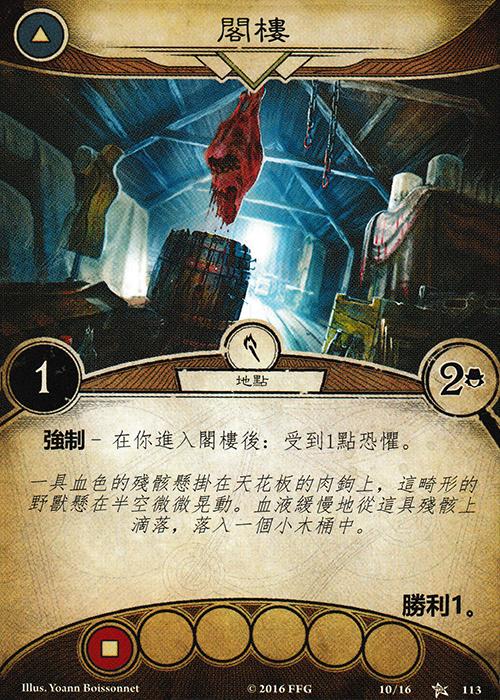 閣樓
地點
1
2
強制 – 在你進入閣樓後：受到1點恐懼。
一具血色的殘骸懸掛在天花板的肉鉤上，這畸形的
野獸懸在半空微微晃動。血液緩慢地從這具殘骸上
滴落，落入一個小木桶中。
勝利1。
Illus. Yoann Boissonnet
© 2016 FFG
10/16
113